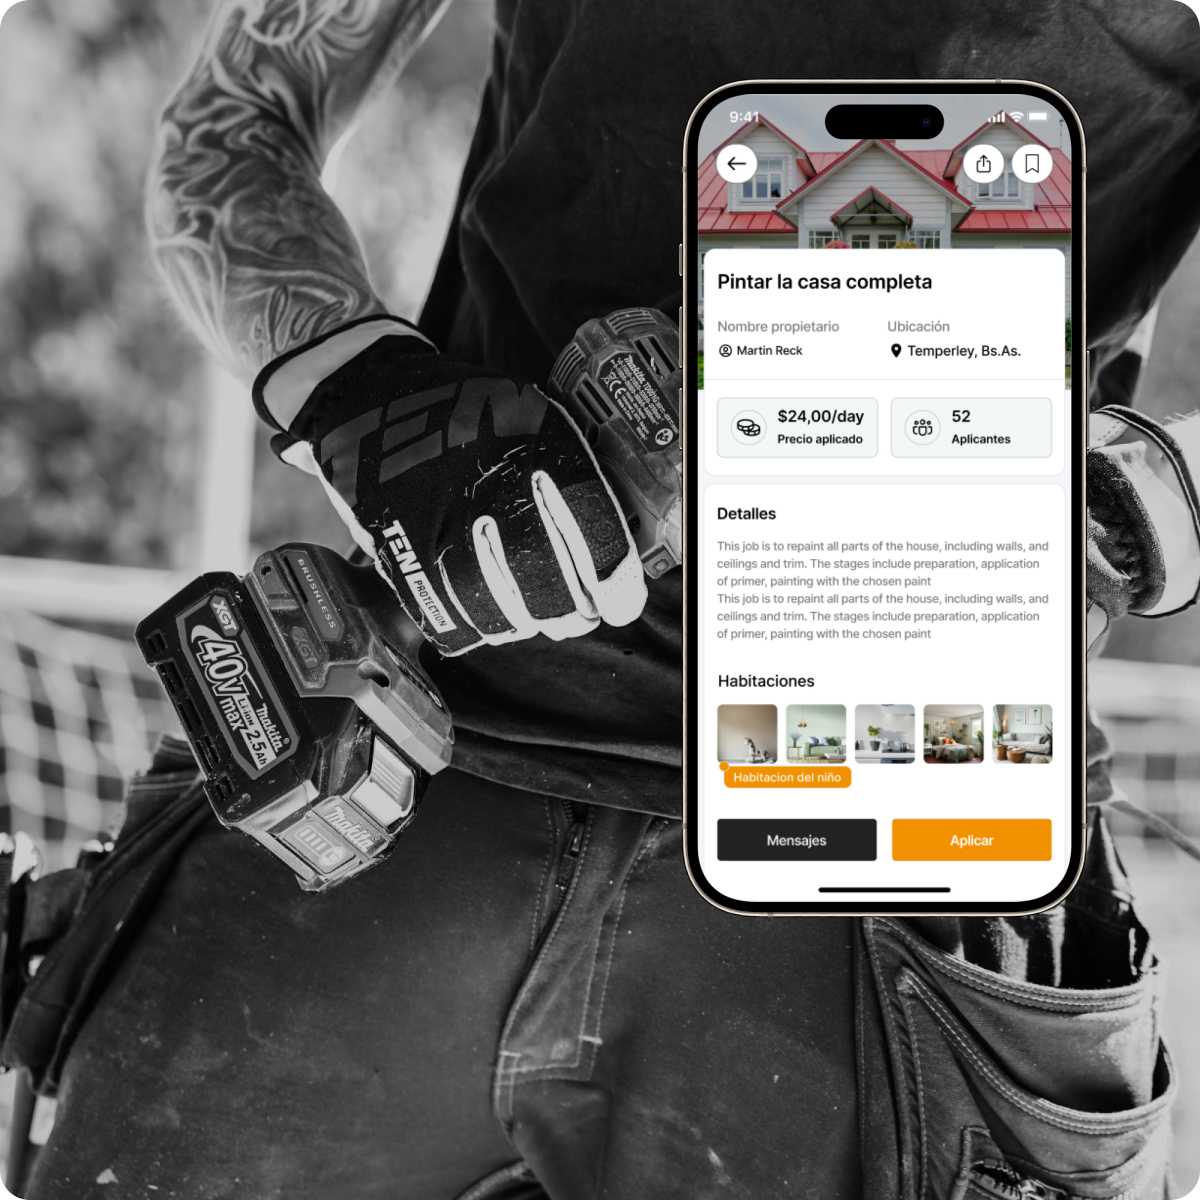 9:41
Pintar la casa completa
Nombre propietario
Ubicación
Martin Reck
Temperley, Bs.As.
$24,00/day
Precio aplicado
52
Aplicantes
Detalles
This job is to repaint all parts of the house, including walls, and
ceilings and trim. The stages include preparation, application
of primer, painting with the chosen paint
This job is to repaint all parts of the house, including walls, and
ceilings and trim. The stages include preparation, application
of primer, painting with the chosen paint
Habitaciones
Habitacion del niño
Mensajes
Aplicar
TEN
TEN PROTECTION
makita
BRUSHLESS
XGT
XGT
40V max
Li-ion 2.5Ah
makita
makita